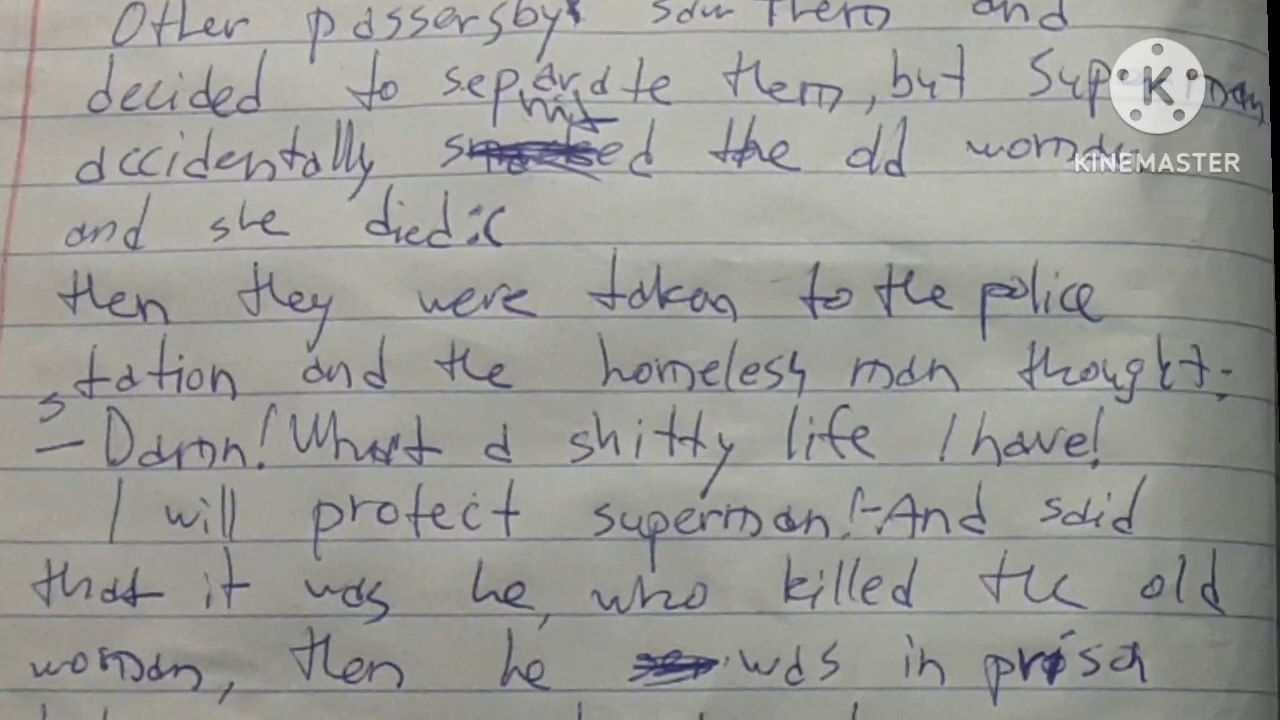 Other passersby saw them and
decided to separate them, but Superman
hit
accidentally the old woman
and she died :(
then they were taken to the police
station and the homeless man thought:
– Damn! What a shitty life I have!
I will protect superman! - And said
that it was he, who killed the old
woman, then he was in prison
K
KINEMASTER